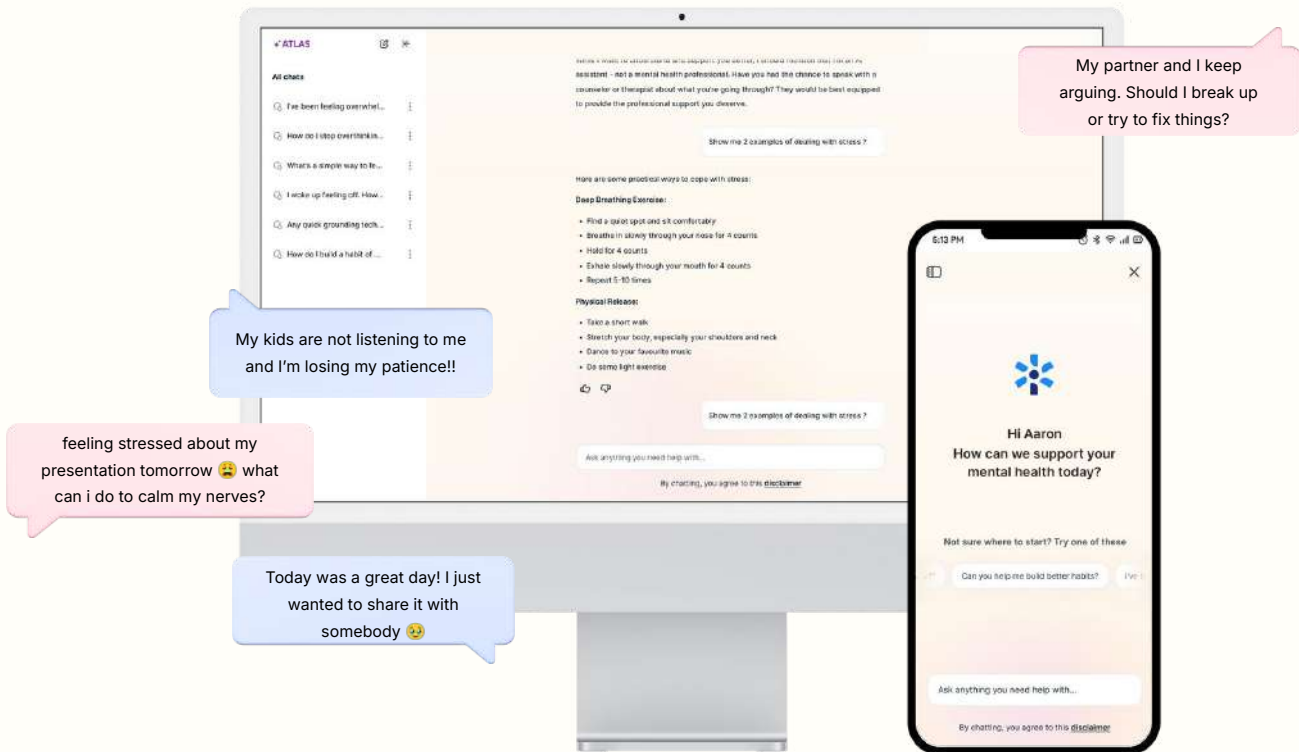 ATLAS
All chats
I've been feeling overwhel...
How do I stop overthinkin...
What's a simple way to fe...
I woke up feeling off. How...
Any quick grounding tech...
How do I build a habit of ...
assistant - not a mental health professional. Have you had the chance to speak with a
counselor or therapist about what you're going through? They would be best equipped
to provide the professional support you deserve.
Show me 2 examples of dealing with stress ?
Here are some practical ways to cope with stress:
Deep Breathing Exercise:
• Find a quiet spot and sit comfortably
• Breathe in slowly through your nose for 4 counts
• Hold for 4 counts
• Exhale slowly through your mouth for 4 counts
• Repeat 5-10 times
Physical Release:
• Take a short walk
• Stretch your body, especially your shoulders and neck
• Dance to your favourite music
• Do some light exercise
Show me 2 examples of dealing with stress ?
Ask anything you need help with...
By chatting, you agree to this disclaimer
My partner and I keep
arguing. Should I break up
or try to fix things?
My kids are not listening to me
and I'm losing my patience!!
feeling stressed about my
presentation tomorrow 😩 what
can i do to calm my nerves?
Today was a great day! I just
wanted to share it with
somebody 🥹
5:13 PM
Hi Aaron
How can we support your
mental health today?
Not sure where to start? Try one of these
Can you help me build better habits?
I've
Ask anything you need help with...
By chatting, you agree to this disclaimer